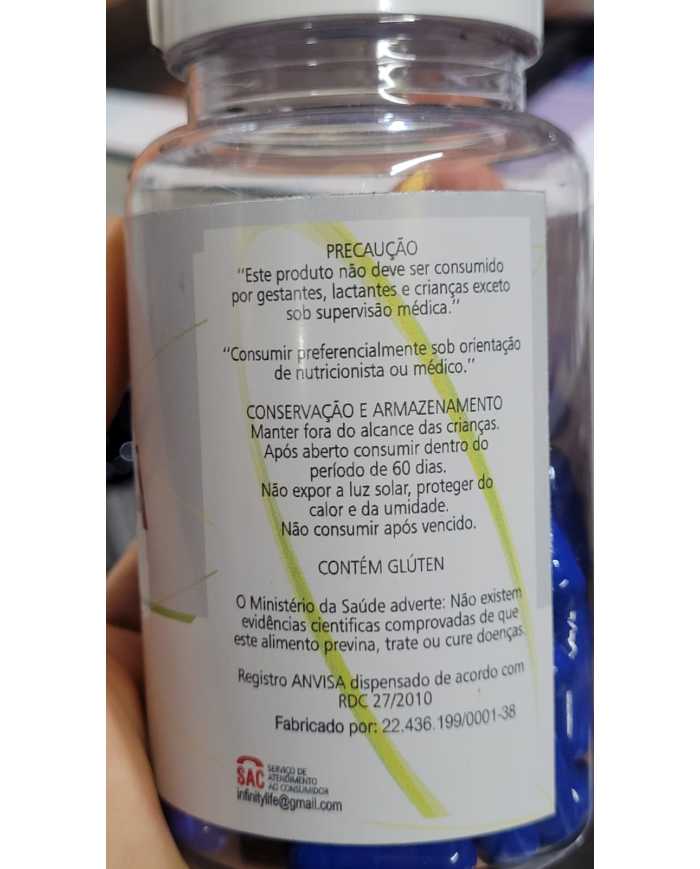 PRECAUÇÃO
“Este produto não deve ser consumido
por gestantes, lactantes e crianças exceto
sob supervisão médica.”
“Consumir preferencialmente sob orientação
de nutricionista ou médico.”
CONSERVAÇÃO E ARMAZENAMENTO
Manter fora do alcance das crianças.
Após aberto consumir dentro do
período de 60 dias.
Não expor a luz solar, proteger do
calor e da umidade.
Não consumir após vencido.
CONTÉM GLÚTEN
O Ministério da Saúde adverte: Não existem
evidências cientificas comprovadas de que
este alimento previna, trate ou cure doenças.
Registro ANVISA dispensado de acordo com
RDC 27/2010
Fabricado por: 22.436.199/0001-38
SAC
SERVIÇO DE
ATENDIMENTO
AO CONSUMIDOR
infinitylife@gmail.com